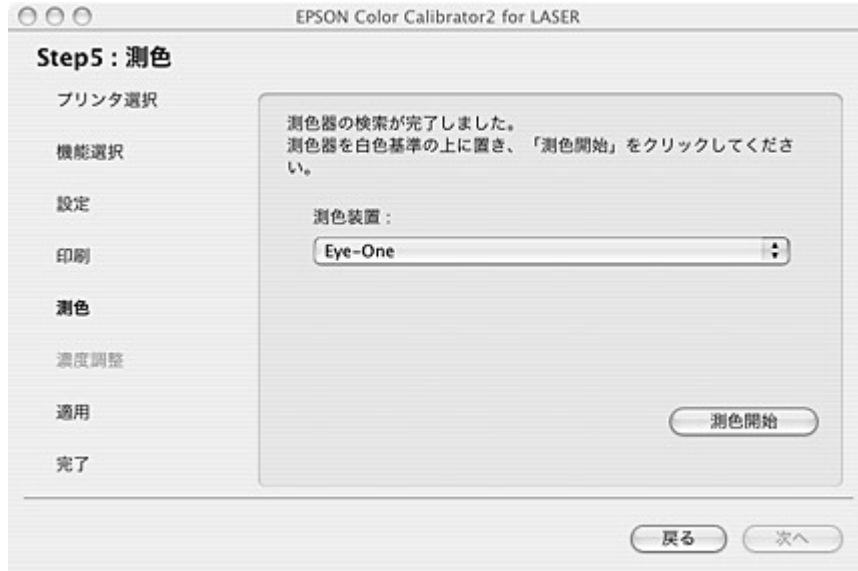 EPSON Color Calibrator2 for LASER
Step5 : 測色
プリンタ選択
機能選択
設定
印刷
測色
濃度調整
適用
完了
測色器の検索が完了しました。
測色器を白色基準の上に置き、「測色開始」をクリックしてくださ
い。
測色装置 :
Eye-One
測色開始
戻る
次へ